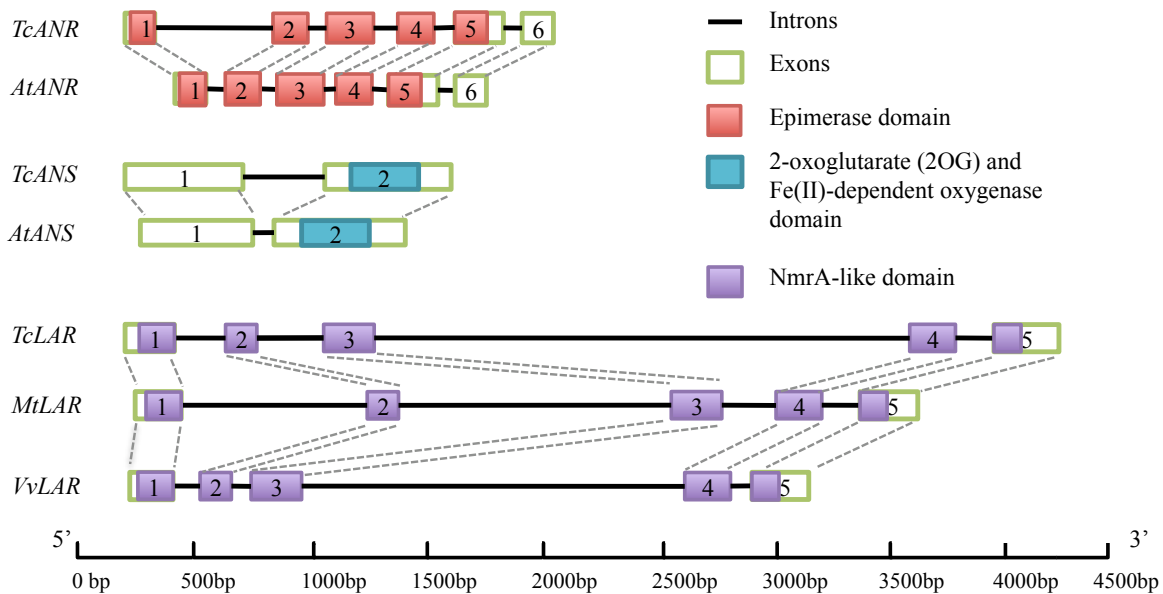 TcANR 1 2 3 4 5 6
AtANR 1 2 3 4 5 6
TcANS 1 2
AtANS 1 2
TcLAR 1 2 3 4 5
MtLAR 1 2 3 4 5
VvLAR 1 2 3 4 5
Introns
Exons
Epimerase domain
2-oxoglutarate (2OG) and
Fe(II)-dependent oxygenase
domain
NmrA-like domain
5’ 3’
0 bp 500bp 1000bp 1500bp 2000bp 2500bp 3000bp 3500bp 4000bp 4500bp